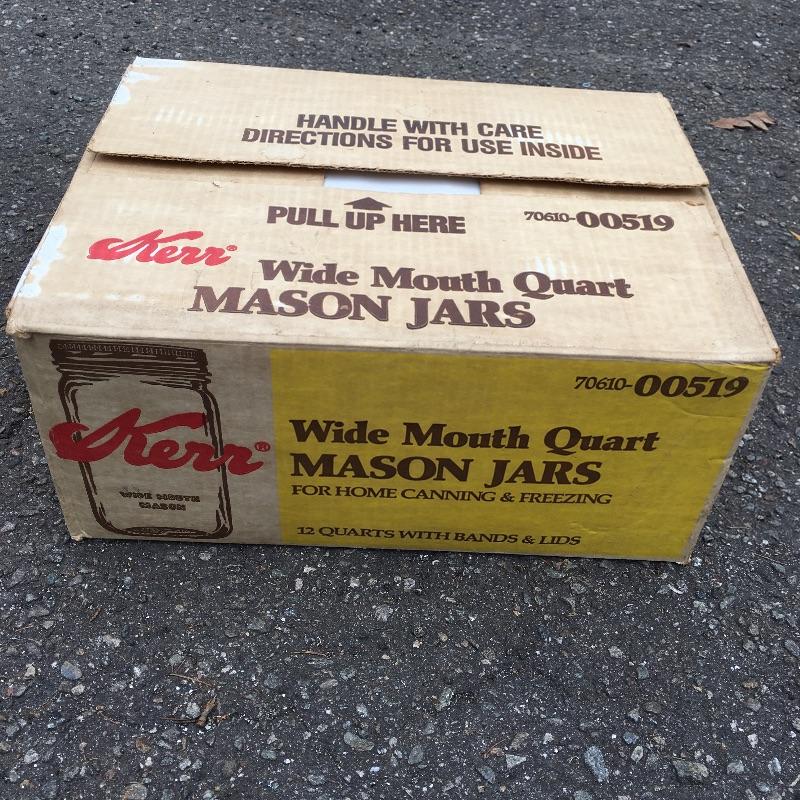 HANDLE WITH CARE
DIRECTIONS FOR USE INSIDE
PULL UP HERE
70610-00519
Kerr®
Wide Mouth Quart
MASON JARS
70610-00519
Kerr®
WIDE MOUTH
MASON
Wide Mouth Quart
MASON JARS
FOR HOME CANNING & FREEZING
12 QUARTS WITH BANDS & LIDS